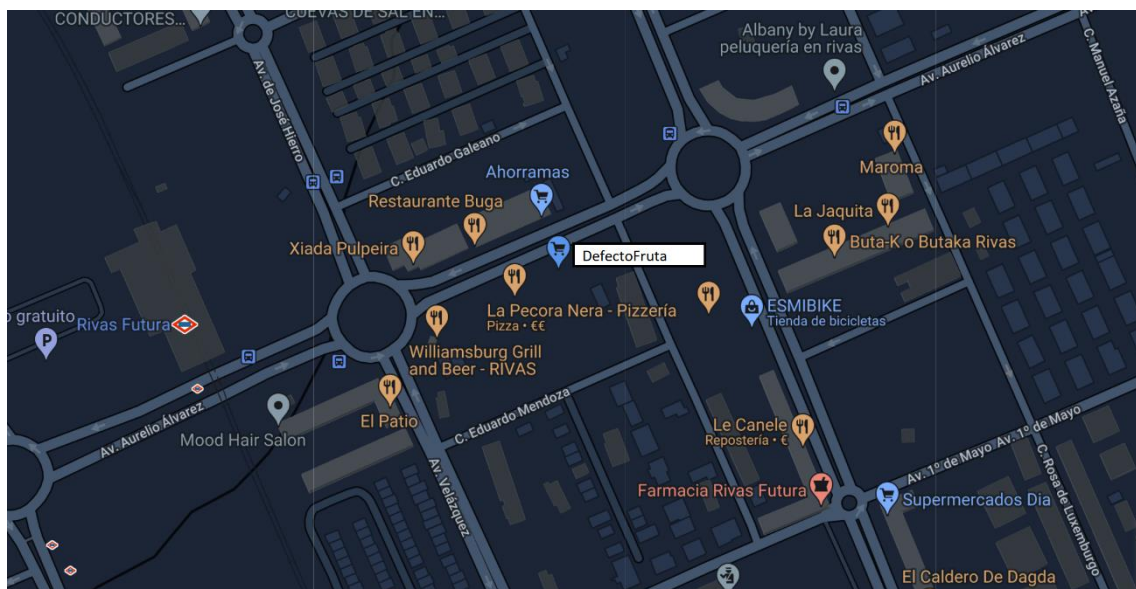 CONDUCTORES...
CUEVAS DE SAL EN...
Albany by Laura
peluquería en rivas
Av. Aurelio Álvarez
C. Manuel Azaña
Av. de José Hierro
C. Eduardo Galeano
Ahorramas
Maroma
Restaurante Buga
La Jaquita
Xiada Pulpeira
Buta-K o Butaka Rivas
DefectoFruta
La Pecora Nera - Pizzería
Pizza • €€
ESMIBIKE
Tienda de bicicletas
o gratuito
P
Rivas Futura
Williamsburg Grill
and Beer - RIVAS
El Patio
Av. Aurelio Álvarez
Mood Hair Salon
C. Eduardo Mendoza
Le Canele
Repostería • €
Av. 1º de Mayo
Av. 1º de Mayo
Av. Velázquez
Farmacia Rivas Futura
Supermercados Dia
C. Rosa de Luxemburgo
El Caldero De Dagda